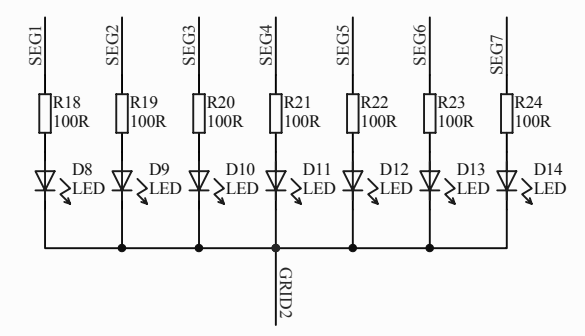 SEG1
SEG2
SEG3
SEG4
SEG5
SEG6
SEG7
R18
100R
R19
100R
R20
100R
R21
100R
R22
100R
R23
100R
R24
100R
D8
LED
D9
LED
D10
LED
D11
LED
D12
LED
D13
LED
D14
LED
GRID2